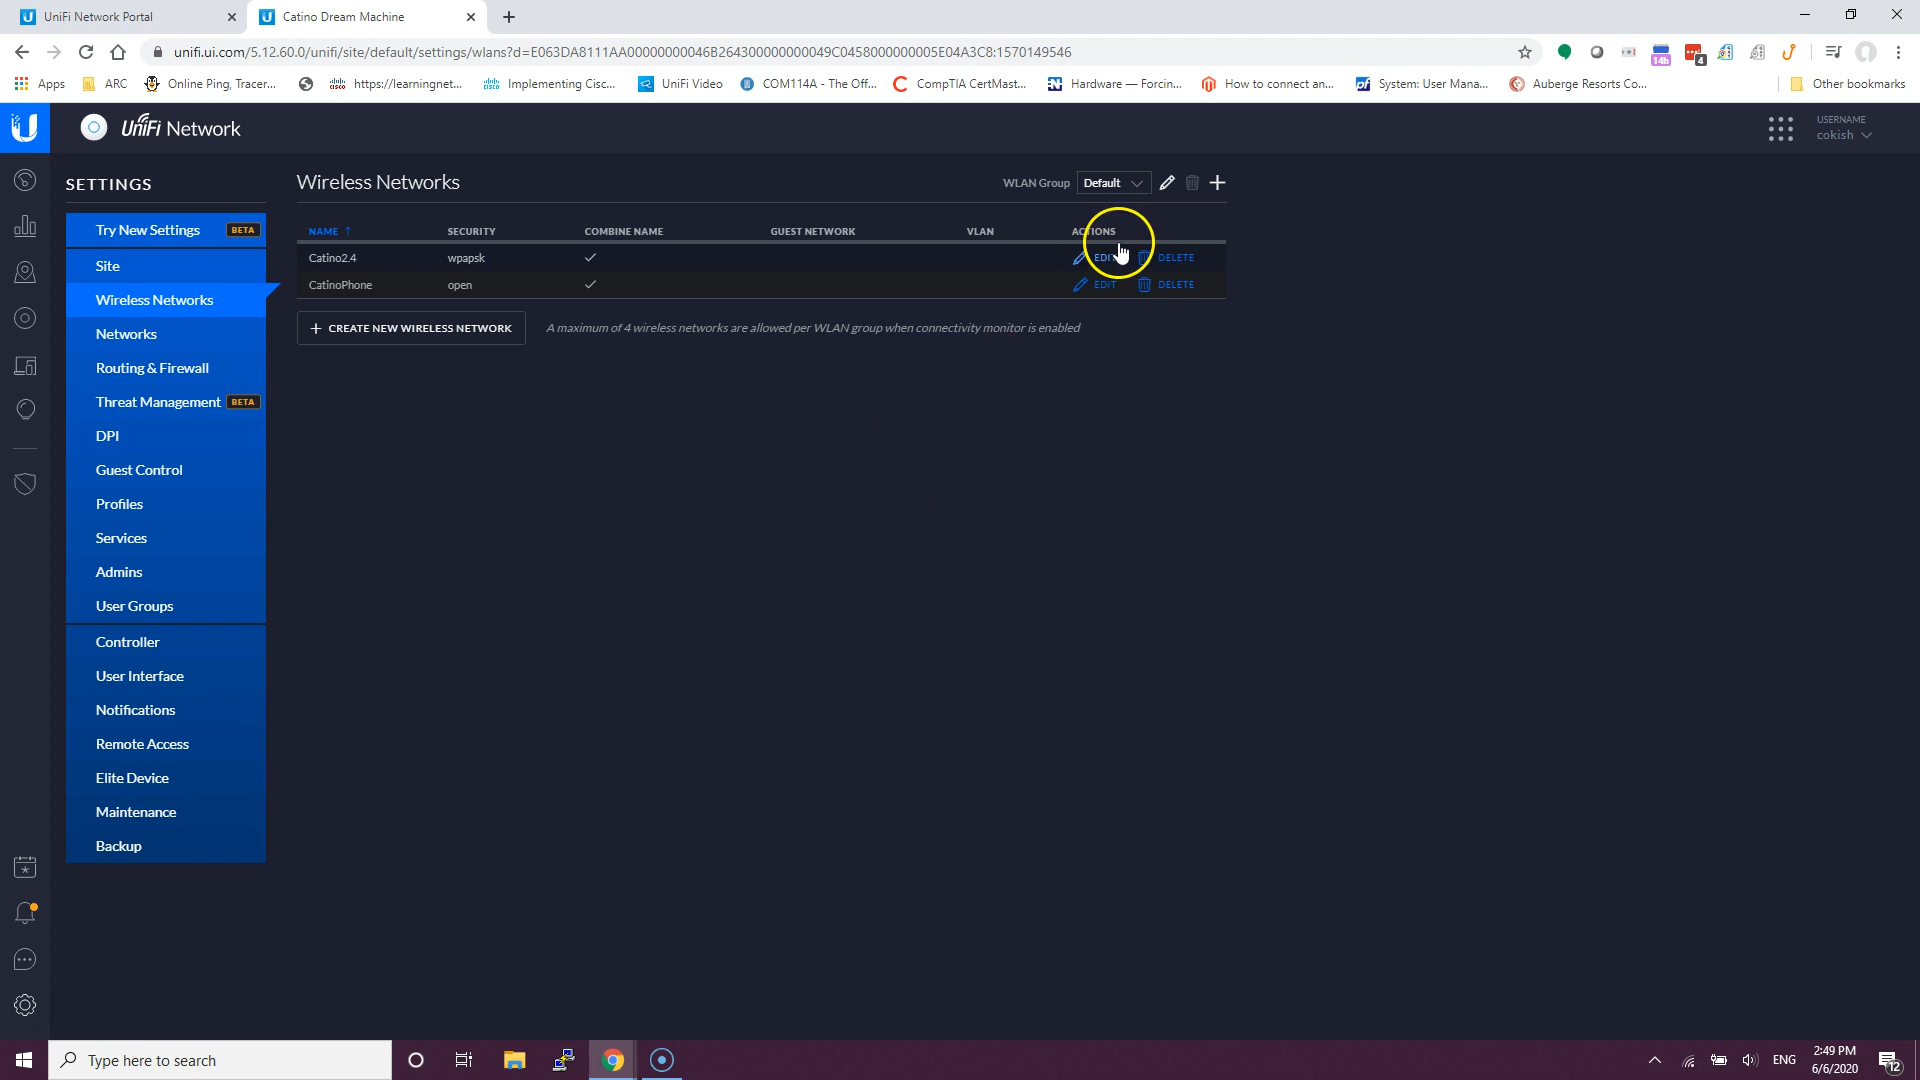 UniFi Network Portal
Catino Dream Machine
unifi.ui.com/5.12.60.0/unifi/site/default/settings/wlans?d=E063DA8111AA00000000046B264300000000049C0458000000005E04A3C8:1570149546
14h
4
Apps
ARC
Online Ping, Tracer...
https://learningnet...
Implementing Cisc...
UniFi Video
COM114A - The Off...
CompTIA CertMast...
Hardware — Forcin...
How to connect an...
System: User Mana...
Auberge Resorts Co...
Other bookmarks
UniFi Network
USERNAME
cokish
SETTINGS
Try New Settings BETA
Site
Wireless Networks
Networks
Routing & Firewall
Threat Management BETA
DPI
Guest Control
Profiles
Services
Admins
User Groups
Controller
User Interface
Notifications
Remote Access
Elite Device
Maintenance
Backup
Wireless Networks
WLAN Group Default
NAME ↑ SECURITY COMBINE NAME GUEST NETWORK VLAN ACTIONS
Catino2.4 wpapsk EDIT DELETE
CatinoPhone open EDIT DELETE
+ CREATE NEW WIRELESS NETWORK
A maximum of 4 wireless networks are allowed per WLAN group when connectivity monitor is enabled
Type here to search
ENG
2:49 PM
6/6/2020
12